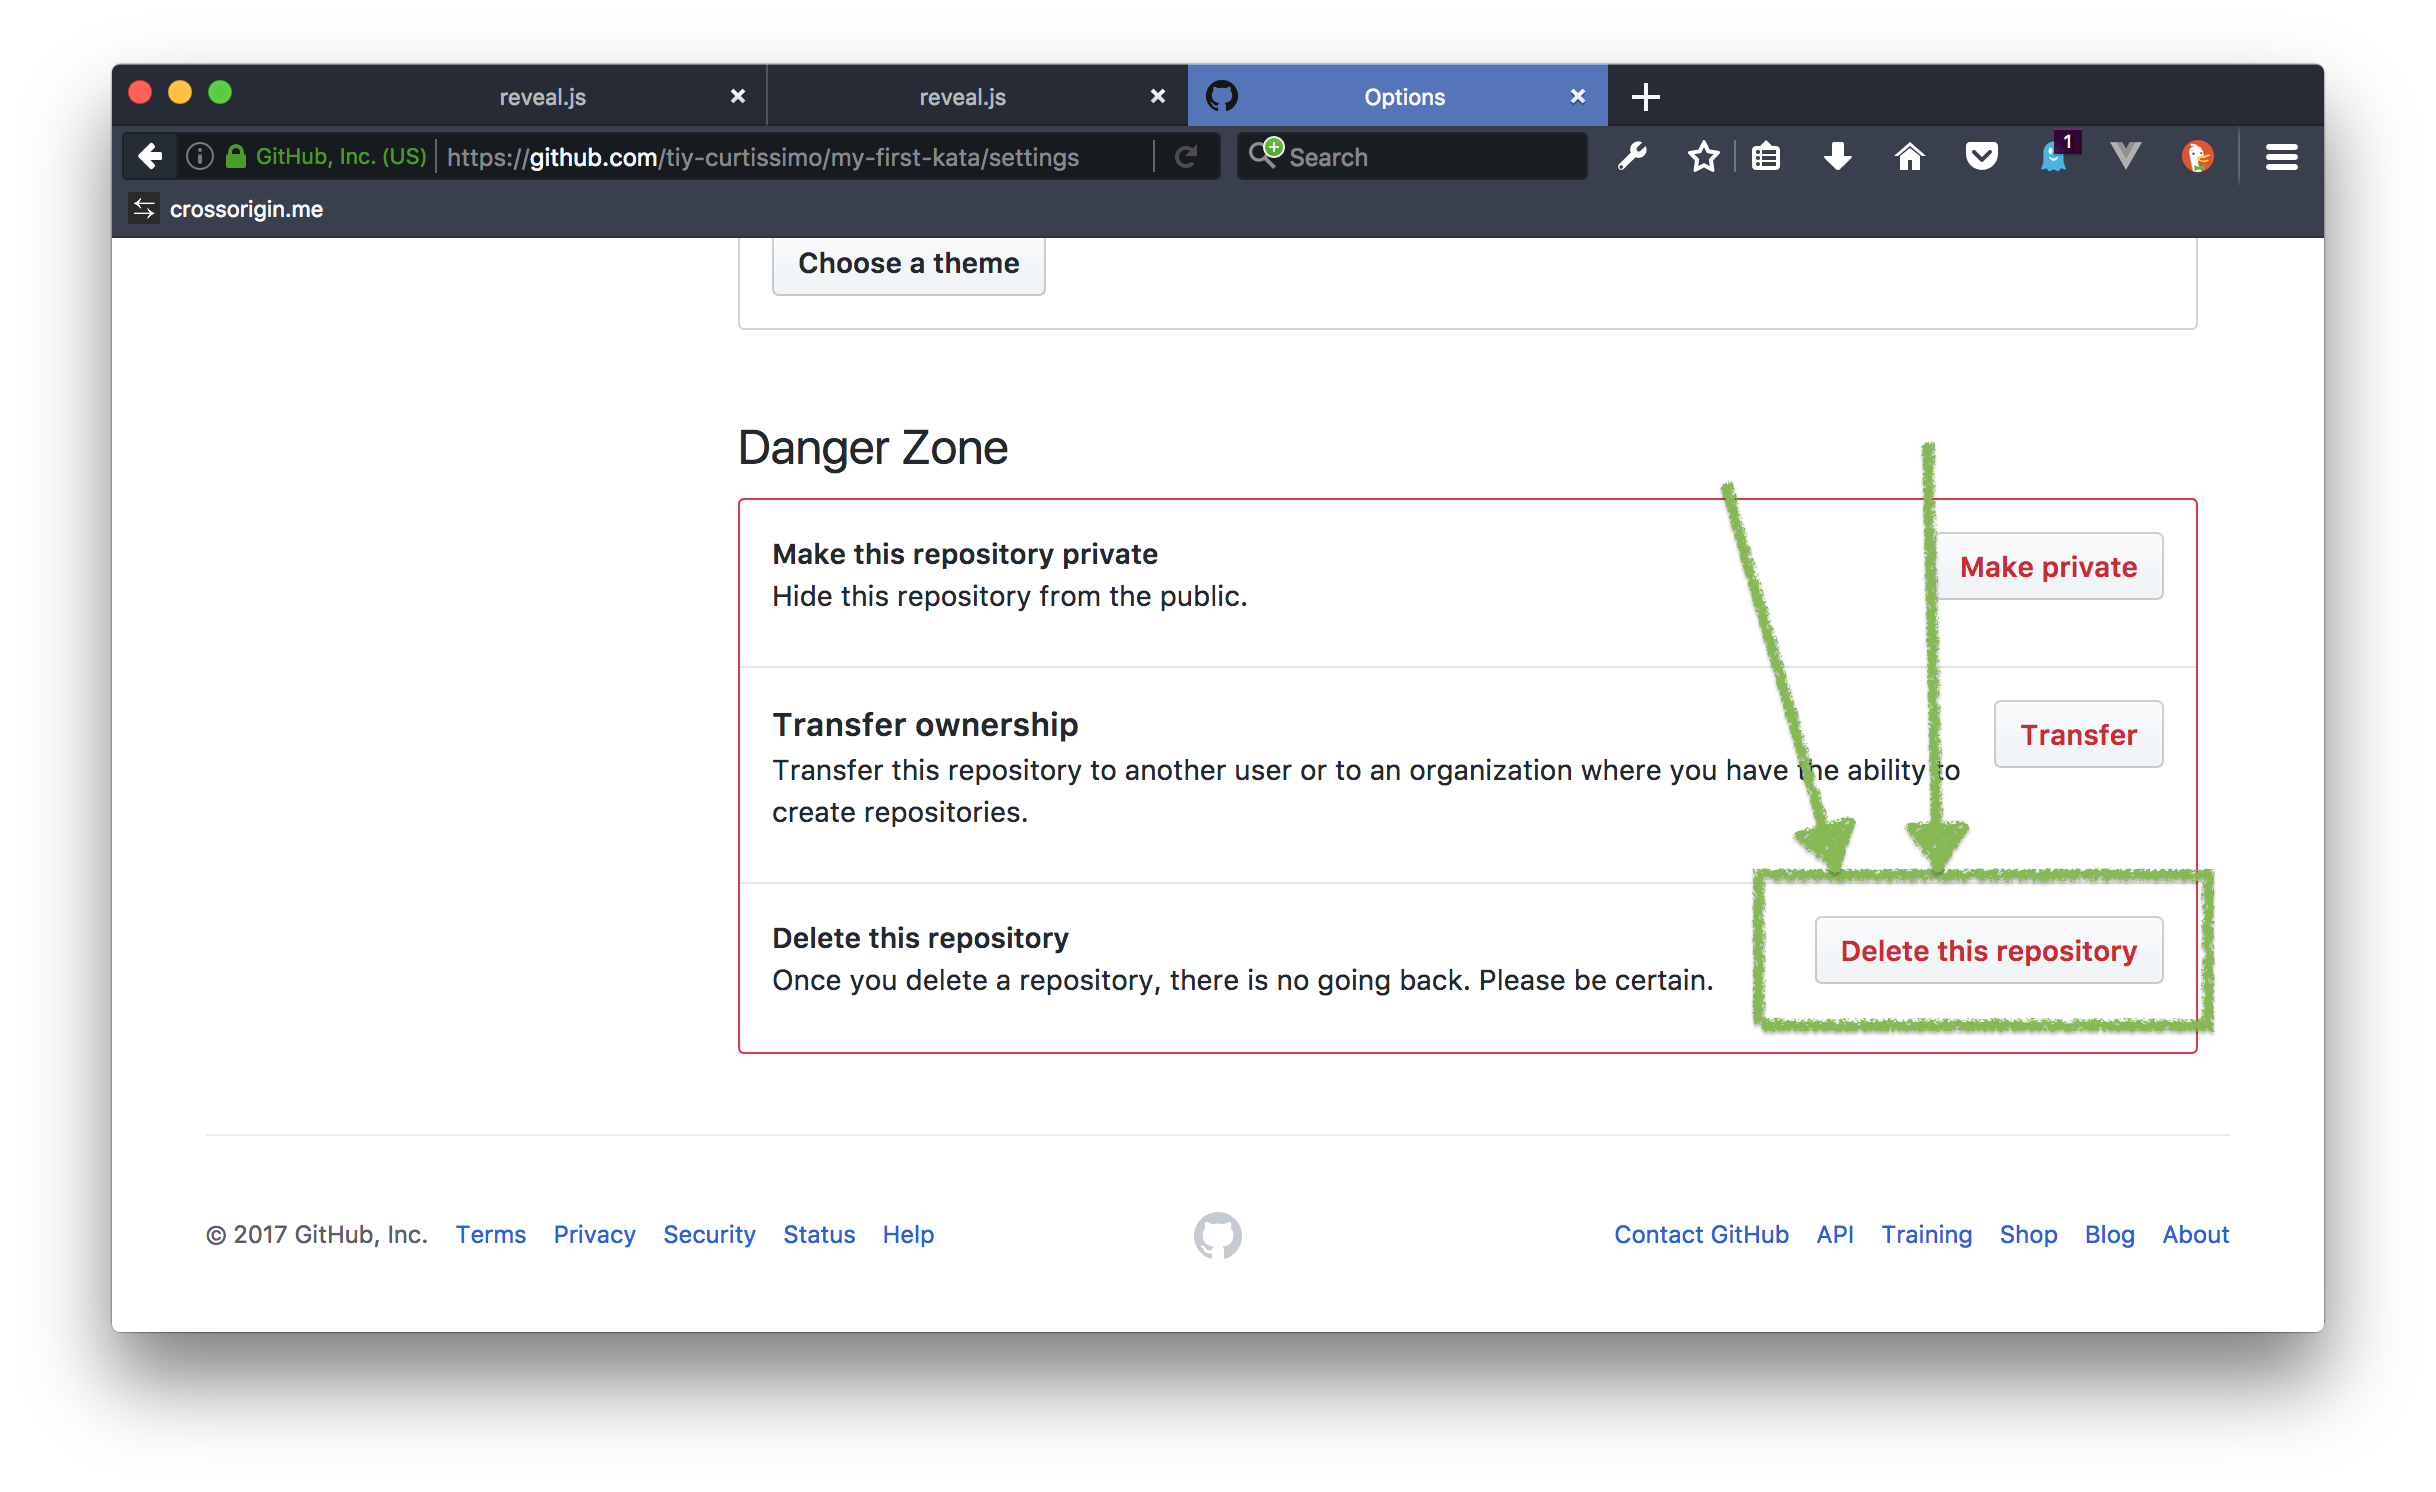 reveal.js
reveal.js
Options
GitHub, Inc. (US)
https://github.com/tiy-curtissimo/my-first-kata/settings
Search
1
crossorigin.me
Choose a theme
Danger Zone
Make this repository private
Hide this repository from the public.
Make private
Transfer ownership
Transfer this repository to another user or to an organization where you have the ability to
create repositories.
Transfer
Delete this repository
Once you delete a repository, there is no going back. Please be certain.
Delete this repository
© 2017 GitHub, Inc. Terms Privacy Security Status Help
Contact GitHub API Training Shop Blog About